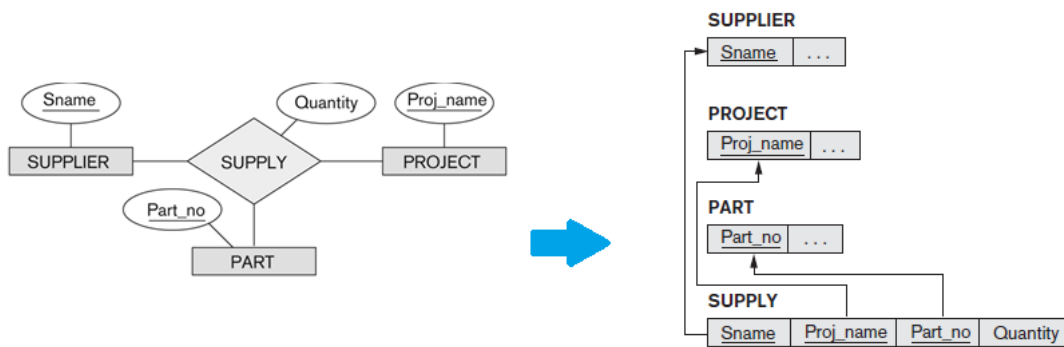 Sname
Quantity
Proj_name
SUPPLIER
SUPPLY
PROJECT
Part_no
PART
SUPPLIER
Sname ...
PROJECT
Proj_name ...
PART
Part_no ...
SUPPLY
Sname Proj_name Part_no Quantity